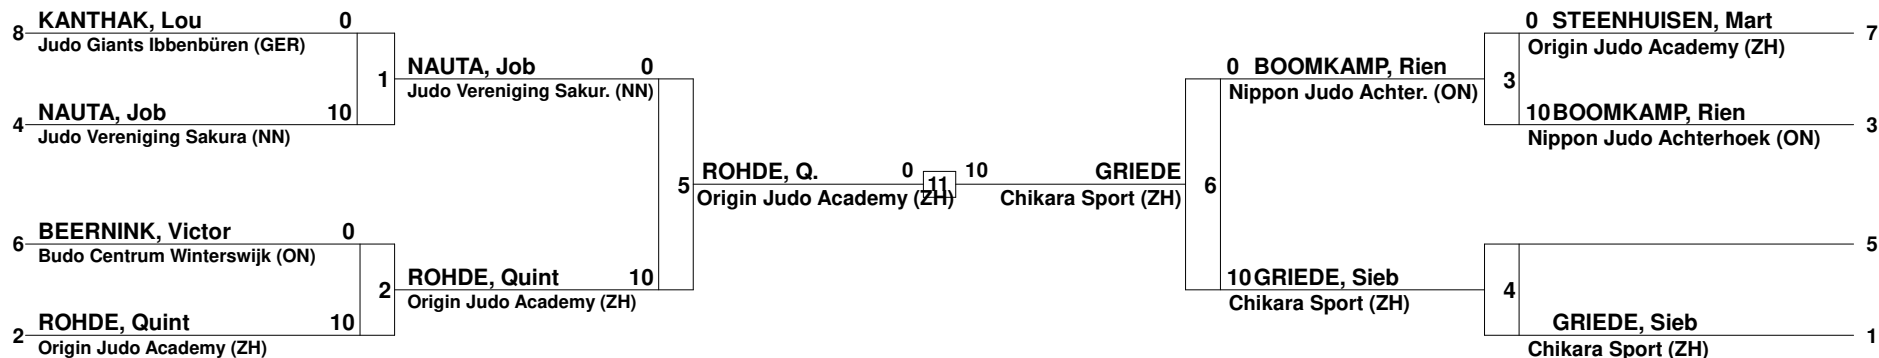 8 KANTHAK, Lou 0
Judo Giants Ibbenbüren (GER)
1
4 NAUTA, Job 10
Judo Vereniging Sakura (NN)
NAUTA, Job 0
Judo Vereniging Sakur. (NN)
6 BEERNINK, Victor 0
Budo Centrum Winterswijk (ON)
2
2 ROHDE, Quint 10
Origin Judo Academy (ZH)
ROHDE, Quint 10
Origin Judo Academy (ZH)
5
ROHDE, Q. 0
Origin Judo Academy (ZH)
11
10 GRIEDE
Chikara Sport (ZH)
6
0 BOOMKAMP, Rien
Nippon Judo Achter. (ON)
10 GRIEDE, Sieb
Chikara Sport (ZH)
0 STEENHUISEN, Mart 7
Origin Judo Academy (ZH)
3
10 BOOMKAMP, Rien 3
Nippon Judo Achterhoek (ON)
5
4
GRIEDE, Sieb 1
Chikara Sport (ZH)